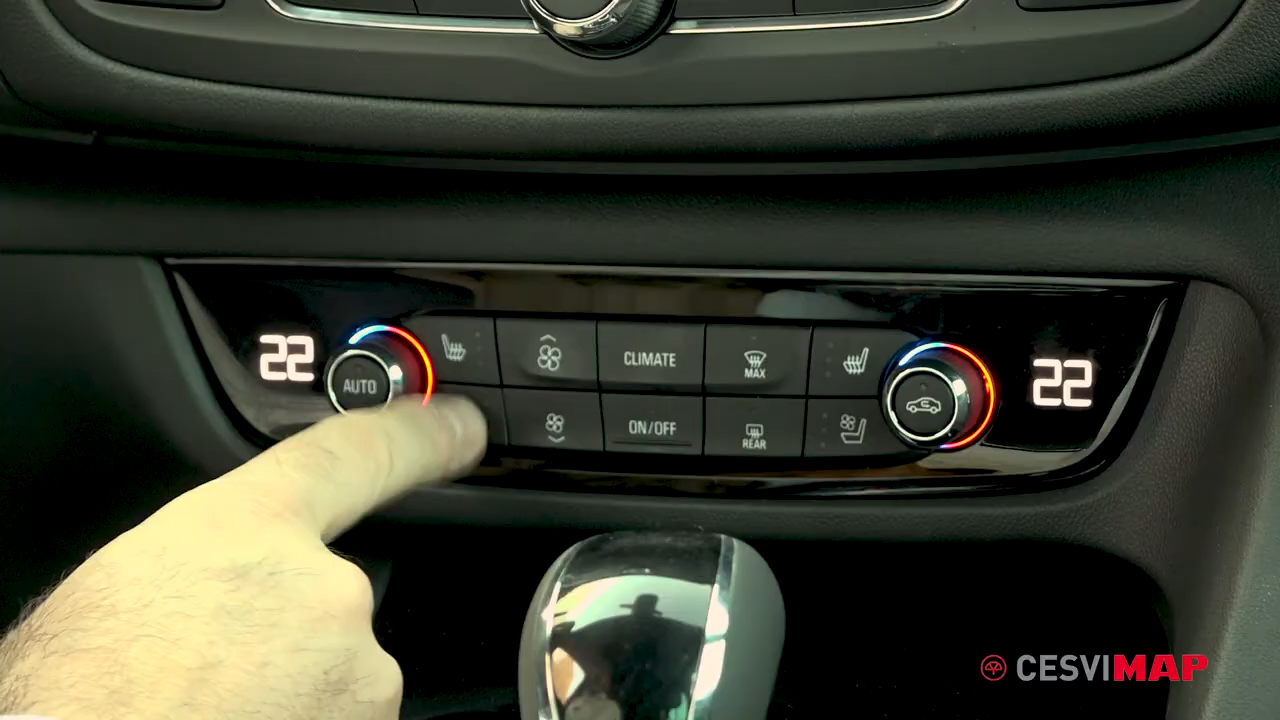 22
AUTO
CLIMATE
MAX
ON/OFF
REAR
22
CESVIMAP